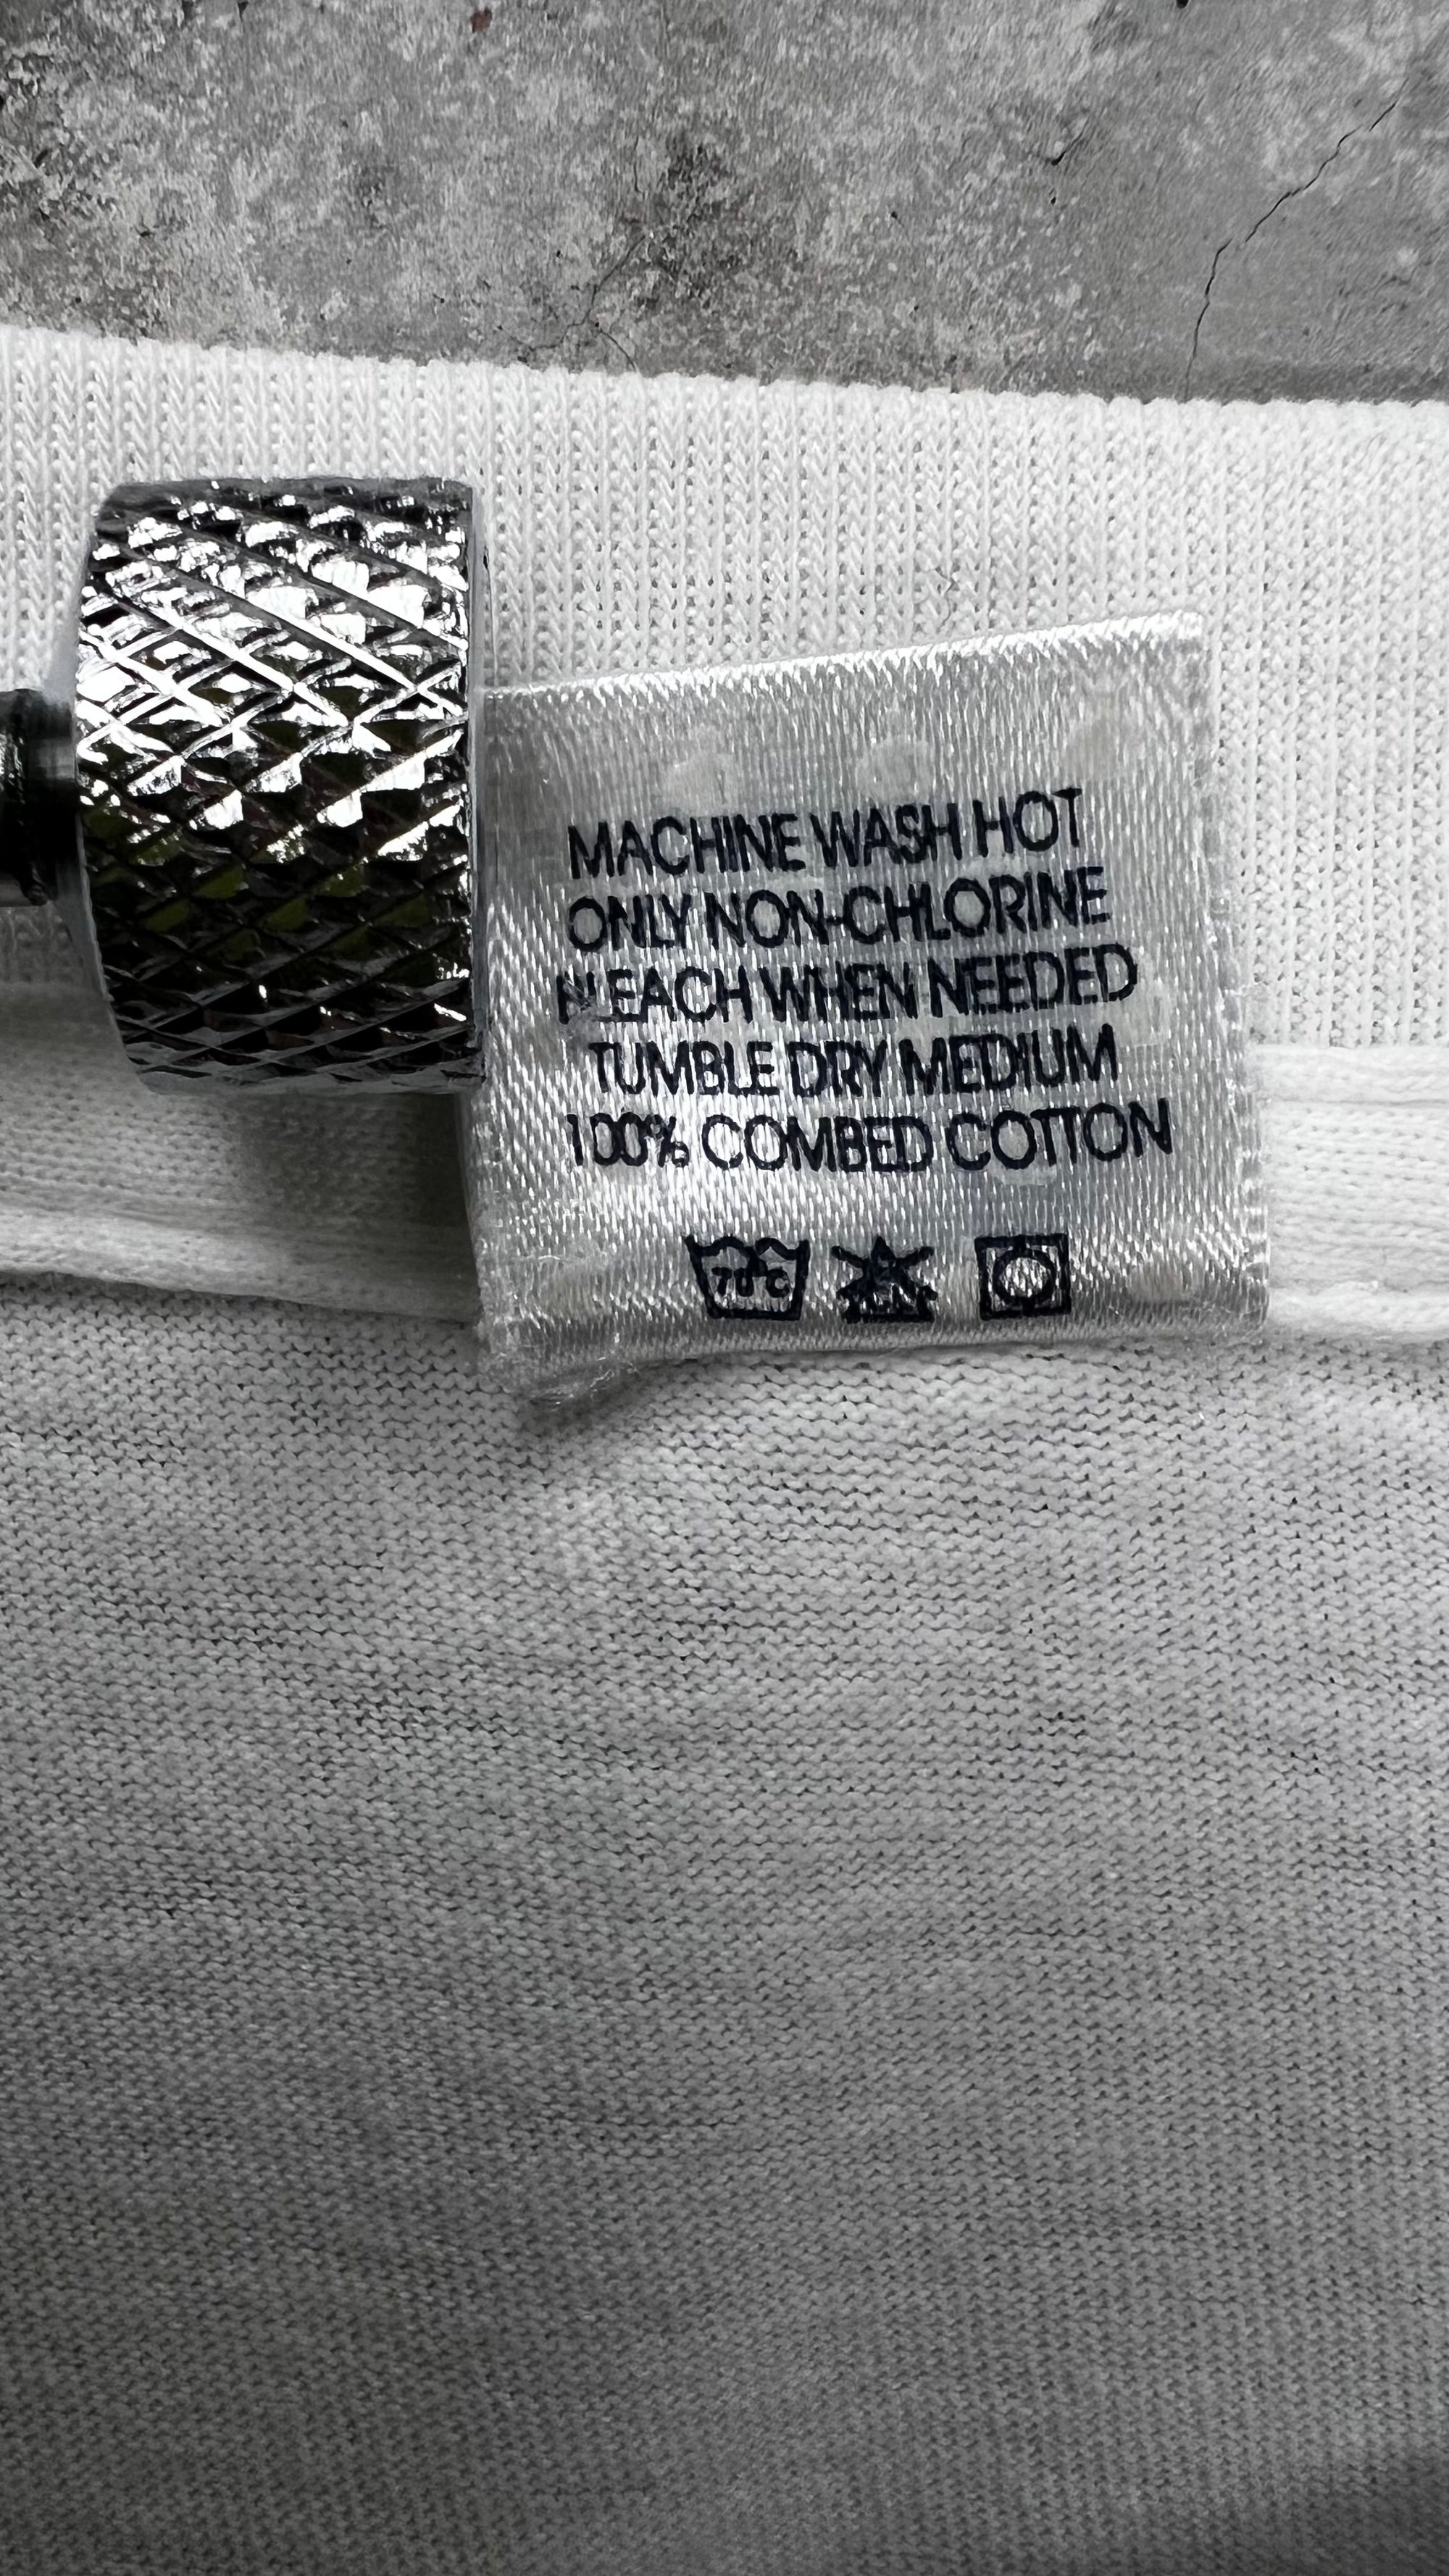 MACHINE WASH HOT
ONLY NON-CHLORINE
BLEACH WHEN NEEDED
TUMBLE DRY MEDIUM
100% COMBED COTTON
70°C